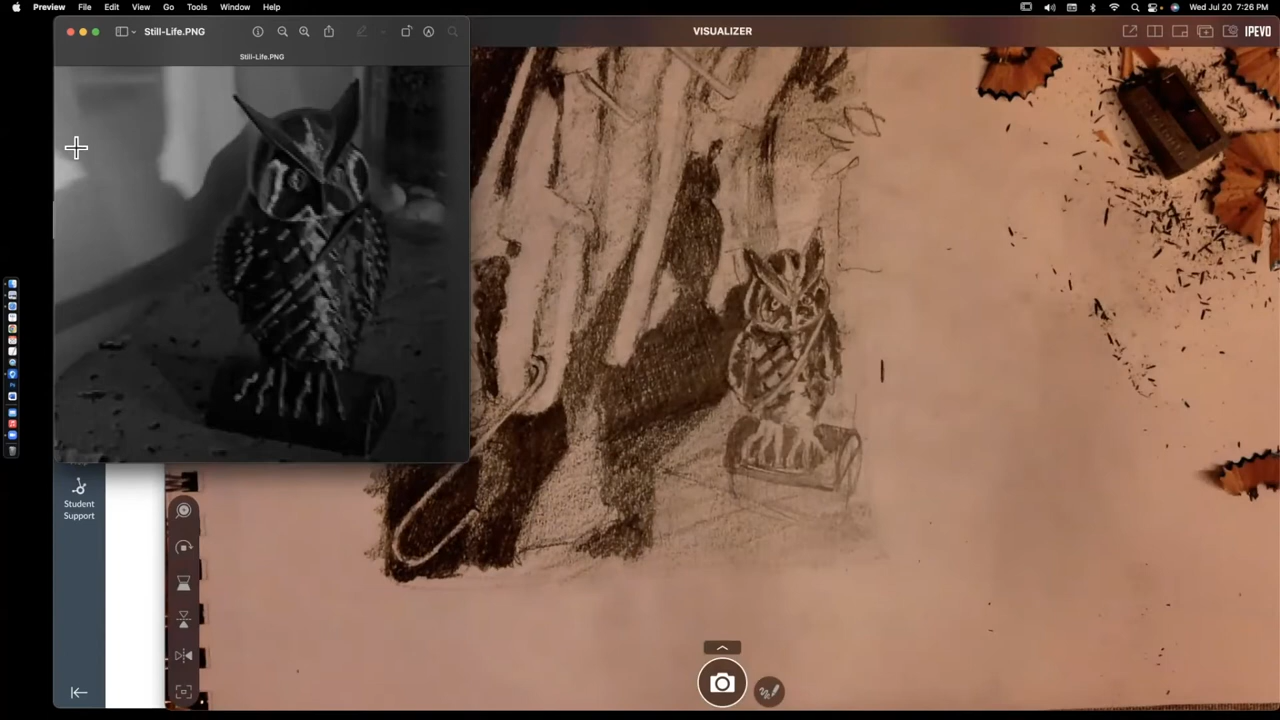 Preview File Edit View Go Tools Window Help
Wed Jul 20 7:26 PM
Still-Life.PNG
VISUALIZER
IPEVO
Still-Life.PNG
Student
Support